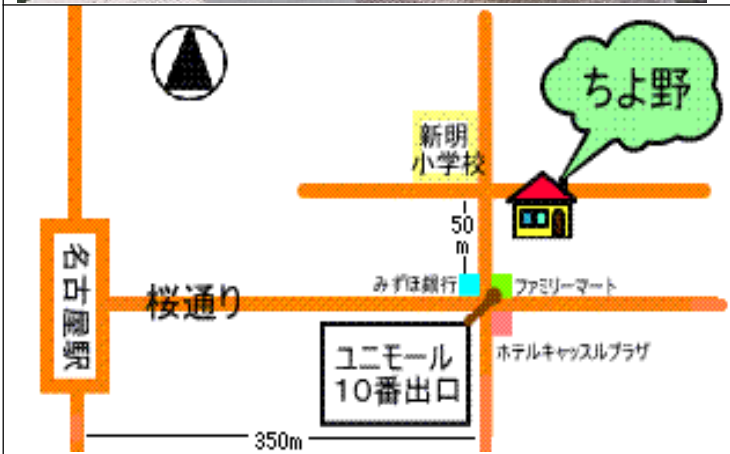 ちよ野
新明
小学校
50
m
みずほ銀行
ファミリーマート
名古屋駅
桜通り
ホテルキャッスルプラザ
ユニモール
10番出口
350m